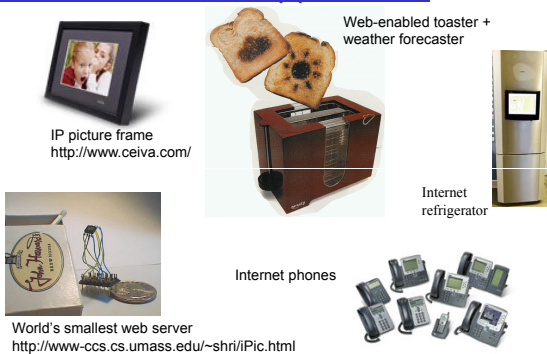 Web-enabled toaster +
weather forecaster
IP picture frame
http://www.ceiva.com/
Internet
refrigerator
Internet phones
World's smallest web server
http://www-ccs.cs.umass.edu/~shri/iPic.html